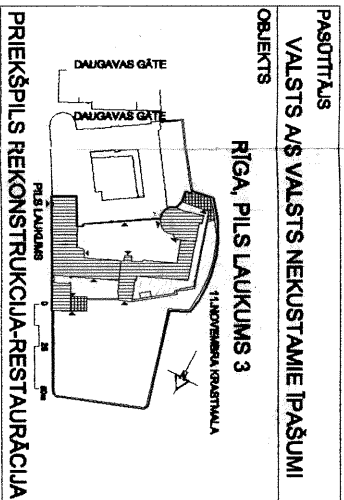 PASŪTĪTĀJS
VALSTS A/S VALSTS NEKUSTAMIE ĪPAŠUMI
OBJEKTS
RĪGA, PILS LAUKUMS 3
11.NOVEMBRA KRASTMALA
DAUGAVAS GĀTE
DAUGAVAS GĀTE
PILS LAUKUMS
0 25 50m
PRIEKŠPILS REKONSTRUKCIJA-RESTAURĀCIJA